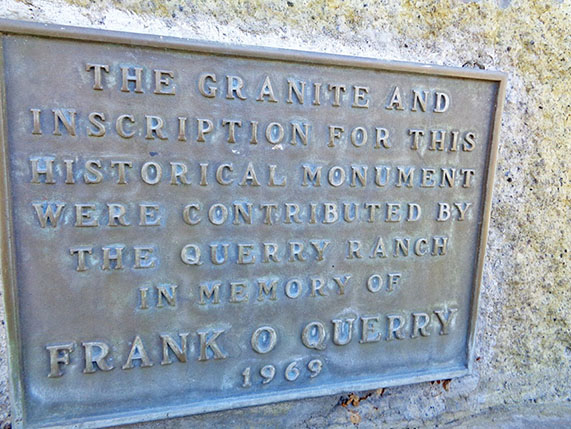 THE GRANITE AND
INSCRIPTION FOR THIS
HISTORICAL MONUMENT
WERE CONTRIBUTED BY
THE QUERRY RANCH
IN MEMORY OF
FRANK O QUERRY
1969